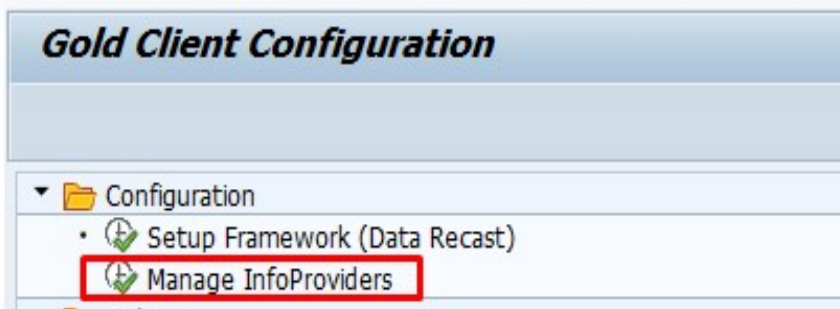 Gold Client Configuration
Configuration
Setup Framework (Data Recast)
Manage InfoProviders